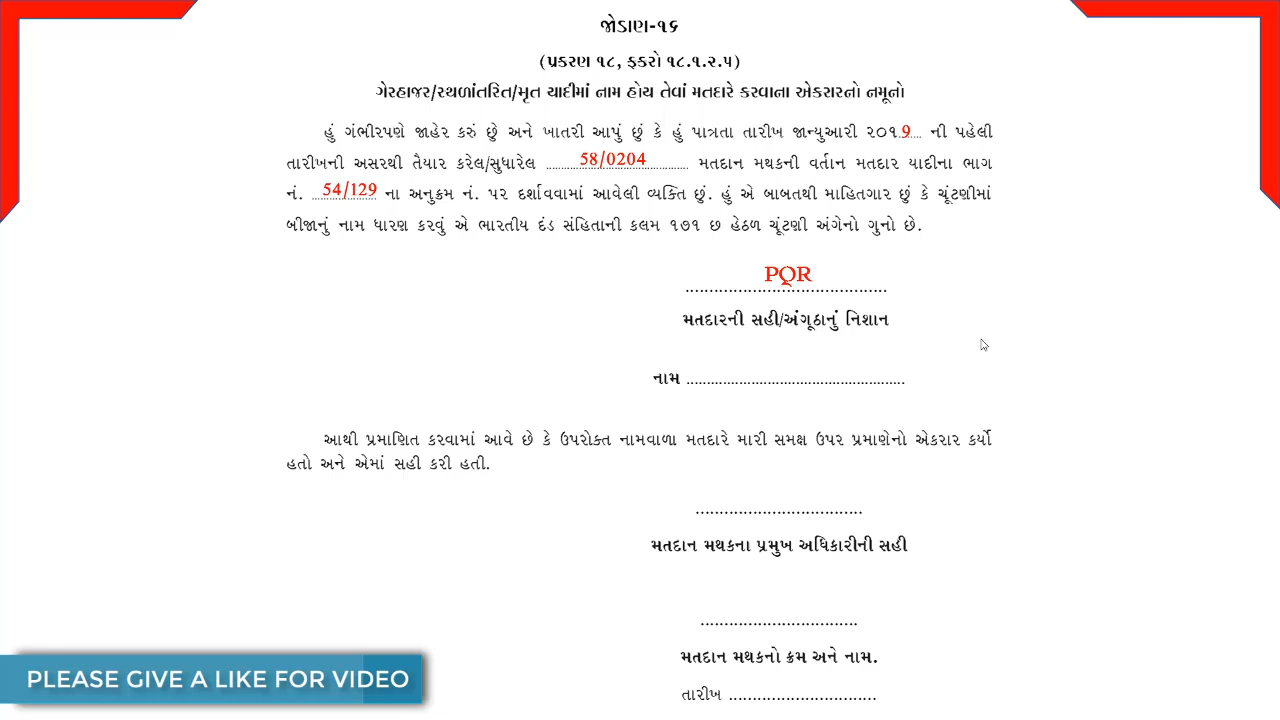 જોડાણ-૧૬
(પ્રકરણ ૧૮, ફકરો ૧૮.૧.૨.૫)
ગેરહાજર/સ્થળાંતરિત/મૃત યાદીમાં નામ હોય તેવાં મતદારે કરવાના એકસરનો નમૂનો
હું ગંભીરપણે જાહેર કરું છું અને ખાતરી આપું છું કે હું પાત્રતા તારીખ જાન્યુઆરી ૨૦૧9..... ની પહેલી
તારીખની અસરથી તૈયાર કરેલ/સુધારેલ ......58/0204...... મતદાન મથકની વર્તાન મતદાર યાદીના ભાગ
નં. ...54/129 ના અનુક્રમ નં. પર દર્શાવવામાં આવેલી વ્યક્તિ છું. હું એ બાબતથી માહિતગાર છું કે ચૂંટણીમાં
બીજાનું નામ ધારણ કરવું એ ભારતીય દંડ સંહિતાની કલમ ૧૭૧ છ હેઠળ ચૂંટણી અંગેનો ગુનો છે.
PQR
..........................................
મતદારની સહી/અંગૂઠાનું નિશાન
નામ ......................................................
આથી પ્રમાણિત કરવામાં આવે છે કે ઉપરોક્ત નામવાળા મતદારે મારી સમક્ષ ઉપર પ્રમાણેનો એકરાર કર્યો
હતો અને એમાં સહી કરી હતી.
...................................
મતદાન મથકના પ્રમુખ અધિકારીની સહી
.................................
મતદાન મથકનો ક્રમ અને નામ.
તારીખ ...............................
PLEASE GIVE A LIKE FOR VIDEO